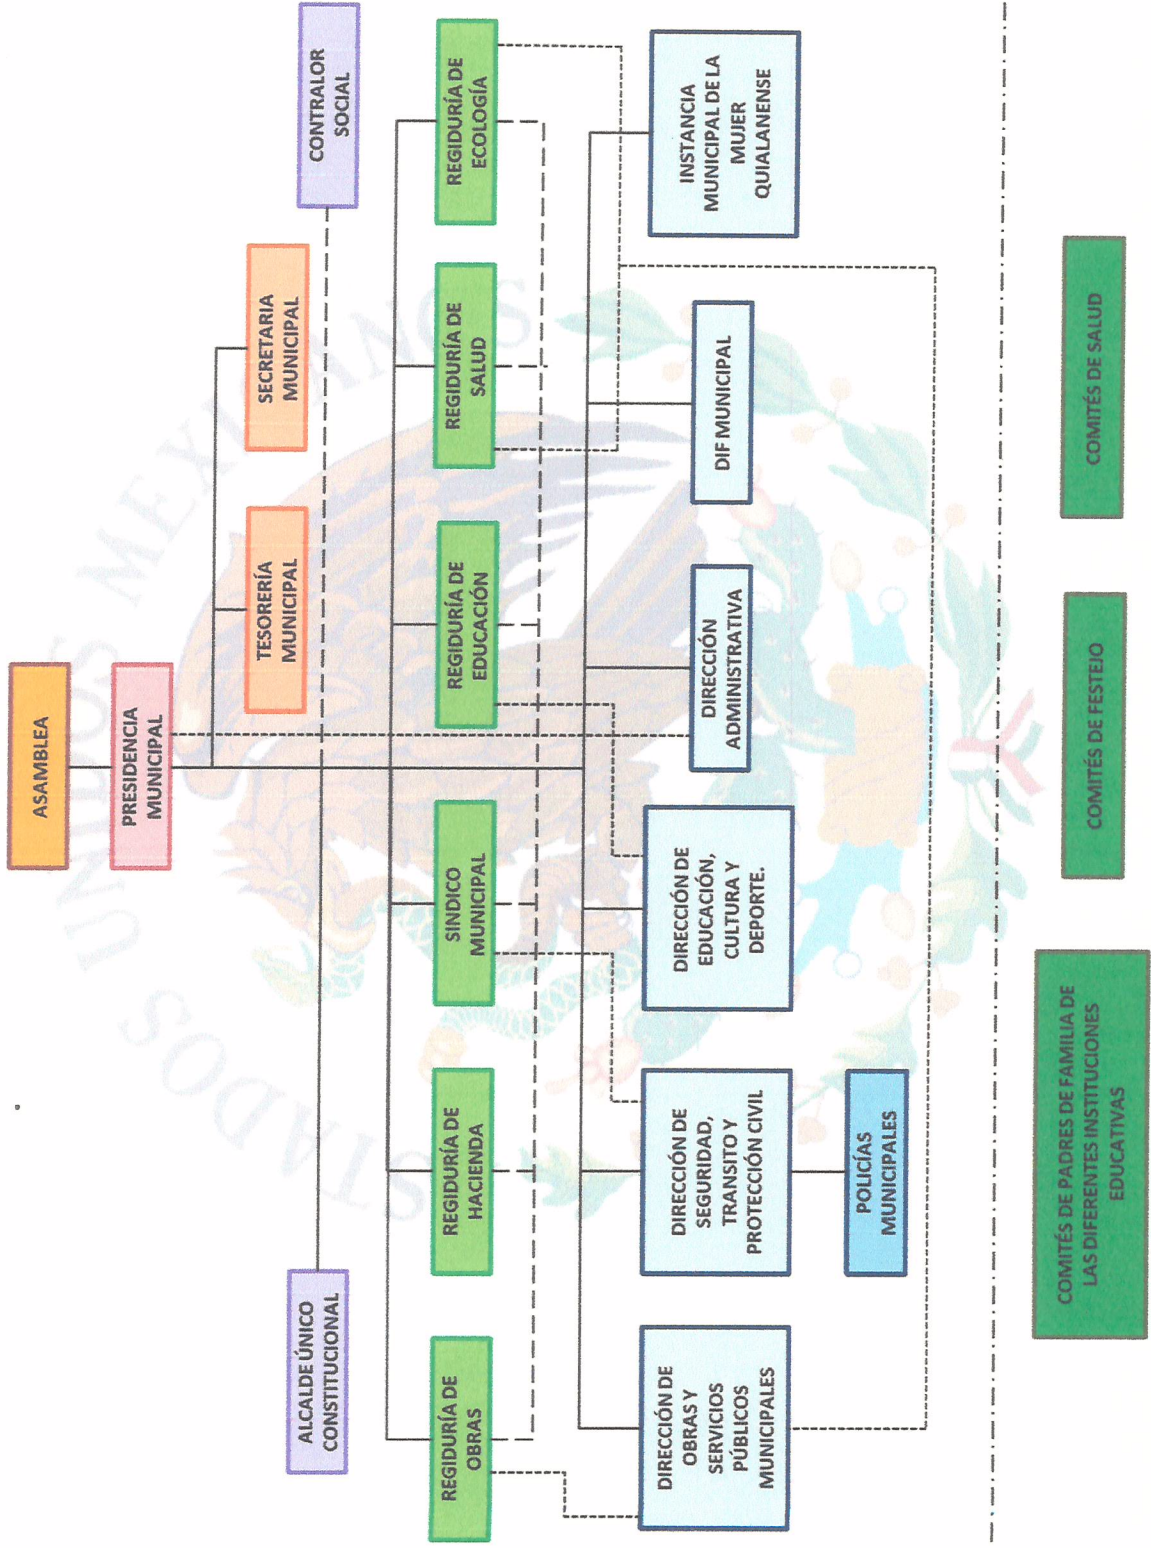 ASAMBLEA
PRESIDENCIA
MUNICIPAL
TESORERÍA
MUNICIPAL
SECRETARIA
MUNICIPAL
ALCALDE ÚNICO
CONSTITUCIONAL
CONTRALOR
SOCIAL
REGIDURÍA DE
OBRAS
REGIDURÍA DE
HACIENDA
SINDICO
MUNICIPAL
REGIDURÍA DE
EDUCACIÓN
REGIDURÍA DE
SALUD
REGIDURÍA DE
ECOLOGÍA
DIRECCIÓN DE
OBRAS Y
SERVICIOS
PÚBLICOS
MUNICIPALES
DIRECCIÓN DE
SEGURIDAD,
TRANSITO Y
PROTECCIÓN CIVIL
DIRECCIÓN DE
EDUCACIÓN,
CULTURA Y
DEPORTE.
DIRECCIÓN
ADMINISTRATIVA
DIF MUNICIPAL
INSTANCIA
MUNICIPAL DE LA
MUJER
QUIALANENSE
POLICÍAS
MUNICIPALES
COMITÉS DE PADRES DE FAMILIA DE
LAS DIFERENTES INSTITUCIONES
EDUCATIVAS
COMITÉS DE FESTEJO
COMITÉS DE SALUD
STADOS UNIDOS MEXICANOS